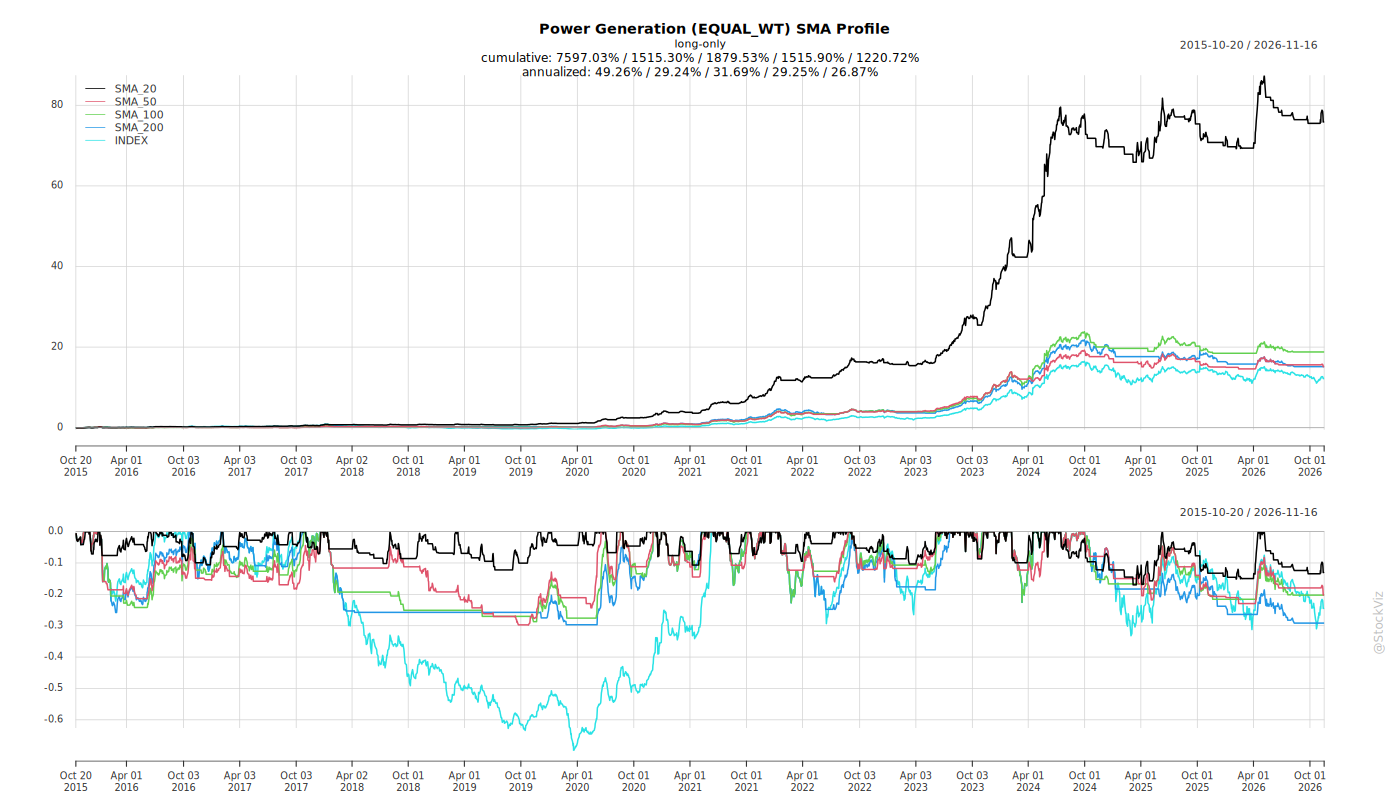 Power Generation (EQUAL_WT) SMA Profile
long-only
2015-10-20 / 2026-11-16
cumulative: 7597.03% / 1515.30% / 1879.53% / 1515.90% / 1220.72%
annualized: 49.26% / 29.24% / 31.69% / 29.25% / 26.87%
SMA_20
SMA_50
SMA_100
SMA_200
INDEX
80
60
40
20
0
Oct 20 Apr 01 Oct 03 Apr 03 Oct 03 Apr 02 Oct 01 Apr 01 Oct 01 Apr 01 Oct 01 Apr 01 Oct 01 Apr 01 Oct 03 Apr 03 Oct 03 Apr 01 Oct 01 Apr 01 Oct 01 Apr 01 Oct 01
2015 2016 2016 2017 2017 2018 2018 2019 2019 2020 2020 2021 2021 2022 2022 2023 2023 2024 2024 2025 2025 2026 2026
2015-10-20 / 2026-11-16
0.0
-0.1
-0.2
-0.3
-0.4
-0.5
-0.6
Oct 20 Apr 01 Oct 03 Apr 03 Oct 03 Apr 02 Oct 01 Apr 01 Oct 01 Apr 01 Oct 01 Apr 01 Oct 01 Apr 01 Oct 03 Apr 03 Oct 03 Apr 01 Oct 01 Apr 01 Oct 01 Apr 01 Oct 01
2015 2016 2016 2017 2017 2018 2018 2019 2019 2020 2020 2021 2021 2022 2022 2023 2023 2024 2024 2025 2025 2026 2026
@StockViz